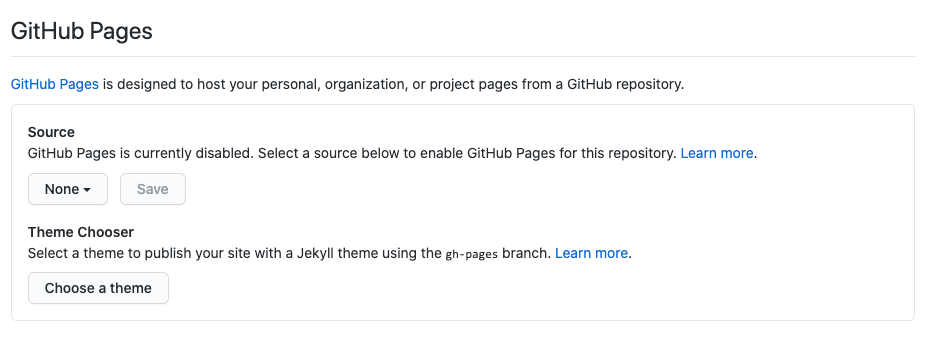 GitHub Pages
GitHub Pages is designed to host your personal, organization, or project pages from a GitHub repository.
Source
GitHub Pages is currently disabled. Select a source below to enable GitHub Pages for this repository. Learn more.
None Save
Theme Chooser
Select a theme to publish your site with a Jekyll theme using the gh-pages branch. Learn more.
Choose a theme